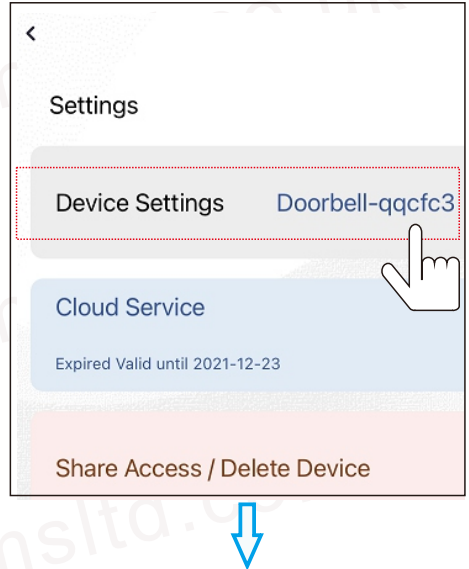 Settings
Device Settings Doorbell-qqcfc3
Cloud Service
Expired Valid until 2021-12-23
Share Access / Delete Device